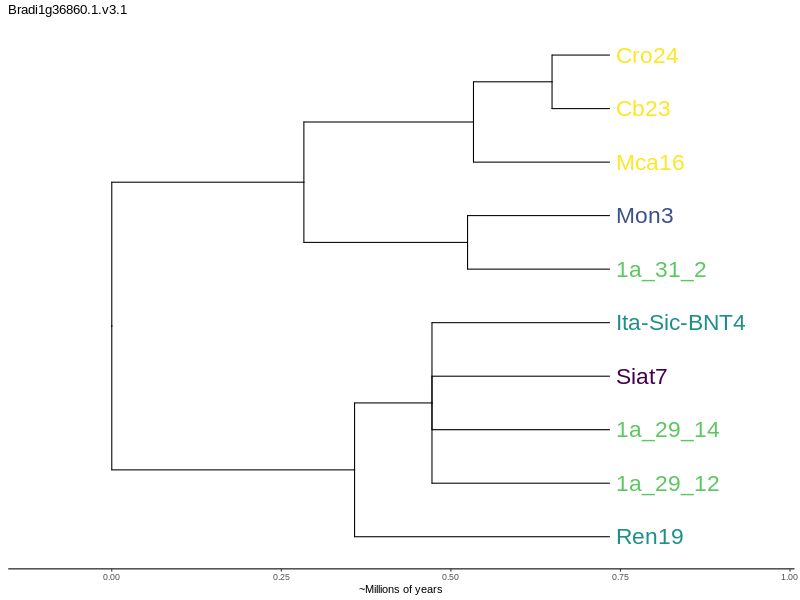 Bradi1g36860.1.v3.1
Cro24
Cb23
Mca16
Mon3
1a_31_2
Ita-Sic-BNT4
Siat7
1a_29_14
1a_29_12
Ren19
0.00 0.25 0.50 0.75 1.00
~Millions of years